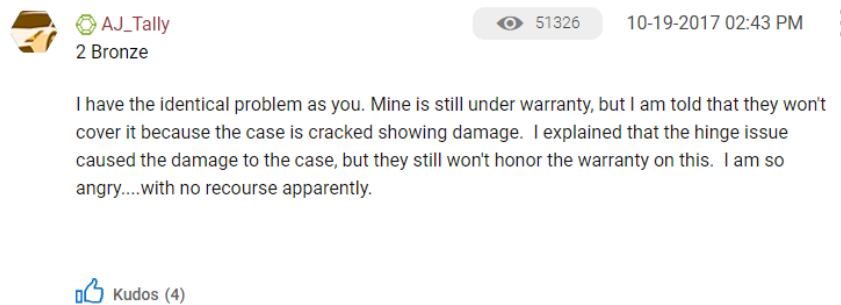 AJ_Tally
51326
10-19-2017 02:43 PM
2 Bronze
I have the identical problem as you. Mine is still under warranty, but I am told that they won't
cover it because the case is cracked showing damage.  I explained that the hinge issue
caused the damage to the case, but they still won't honor the warranty on this.  I am so
angry....with no recourse apparently.
Kudos (4)